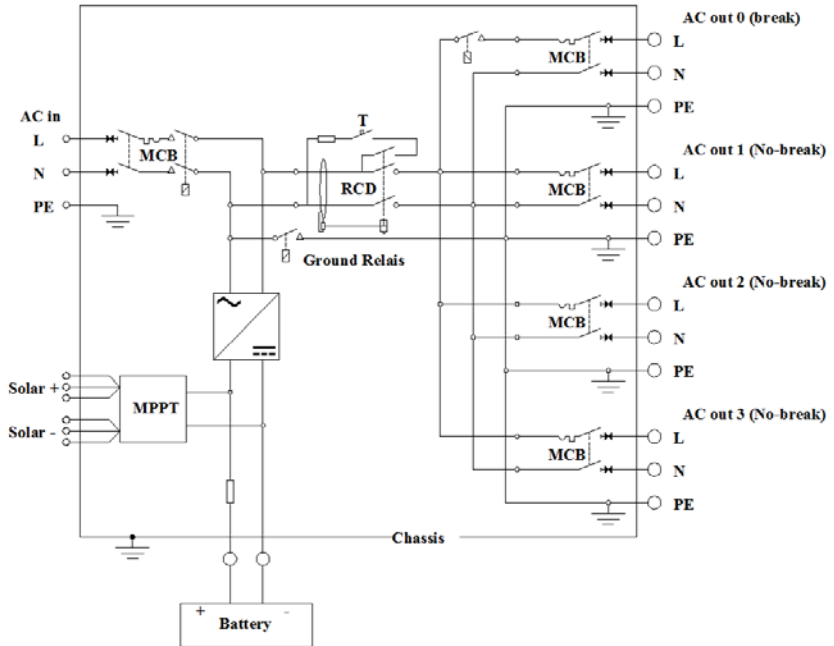 AC out 0 (break)
L
MCB
N
PE
AC in
L
MCB
N
PE
T
RCD
Ground Relais
AC out 1 (No-break)
L
MCB
N
PE
AC out 2 (No-break)
L
MCB
N
PE
Solar +
MPPT
Solar -
AC out 3 (No-break)
L
MCB
N
PE
Chassis
+ -
Battery